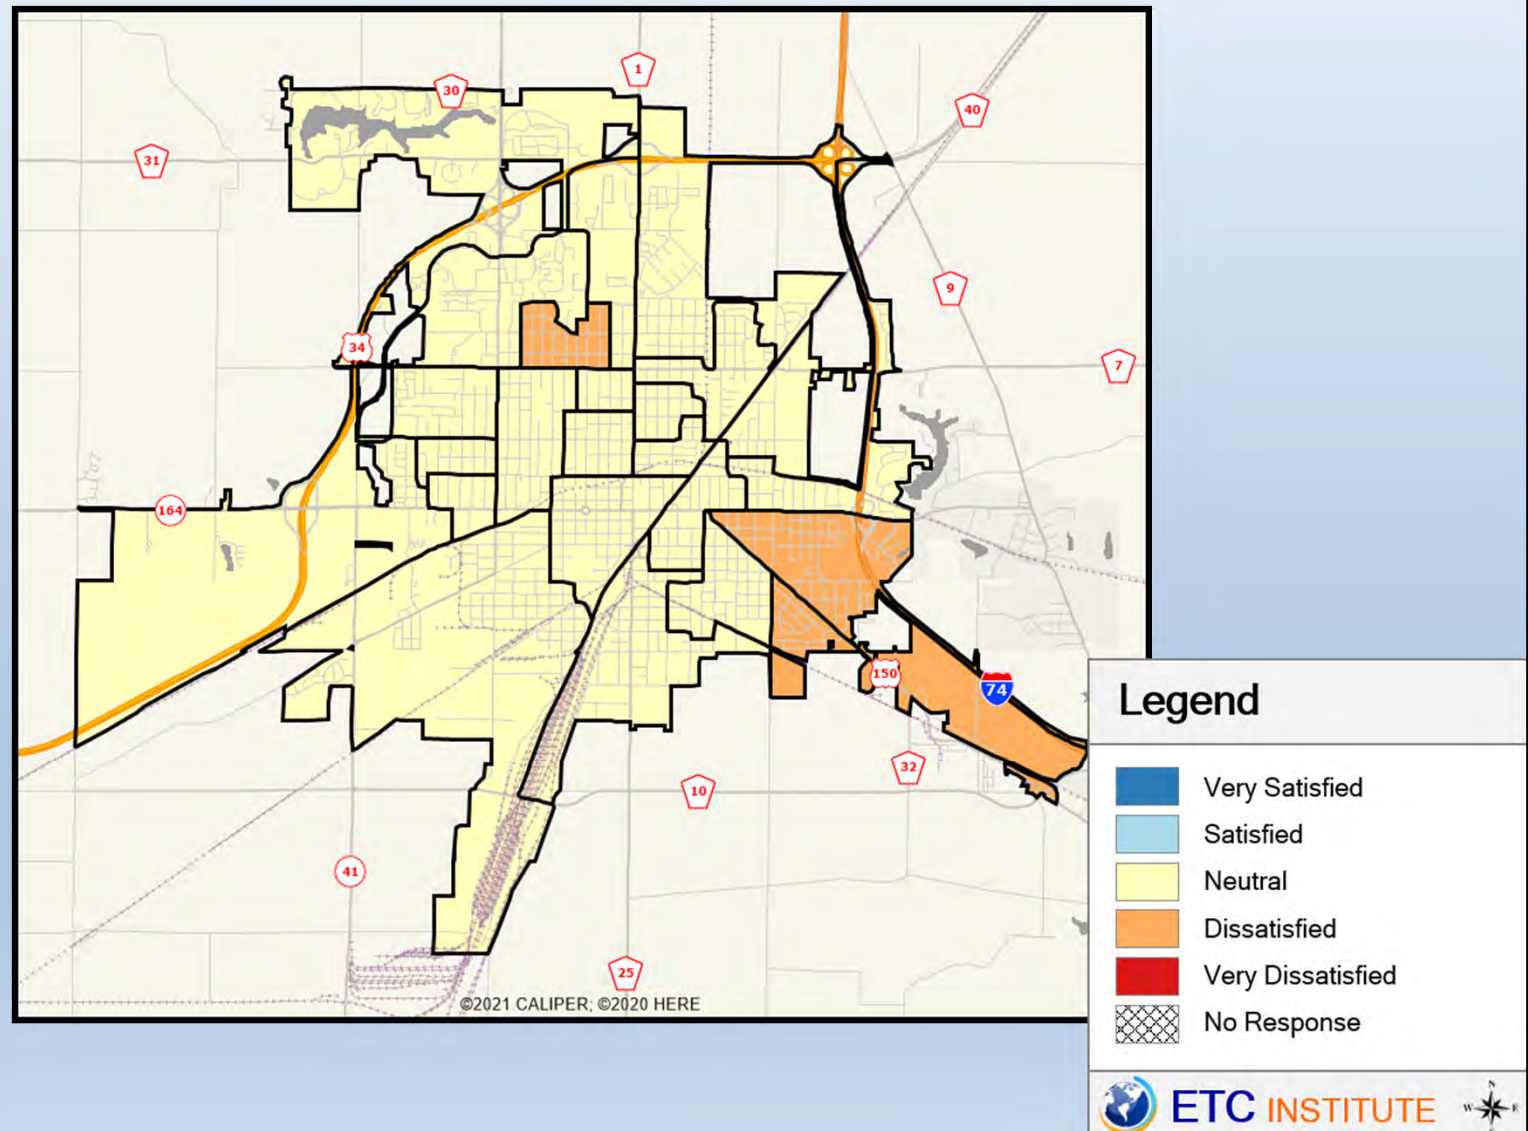 1
30
40
31
9
34
7
164
150
74
32
10
41
25
©2021 CALIPER; ©2020 HERE
Legend
Very Satisfied
Satisfied
Neutral
Dissatisfied
Very Dissatisfied
No Response
ETC INSTITUTE
N
W E